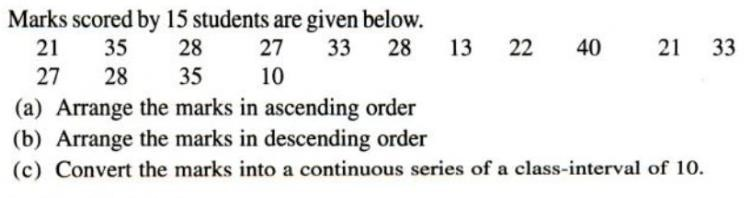 Marks scored by 15 students are given below.
21 35 28 27 33 28 13 22 40 21 33
27 28 35 10
(a) Arrange the marks in ascending order
(b) Arrange the marks in descending order
(c) Convert the marks into a continuous series of a class-interval of 10.